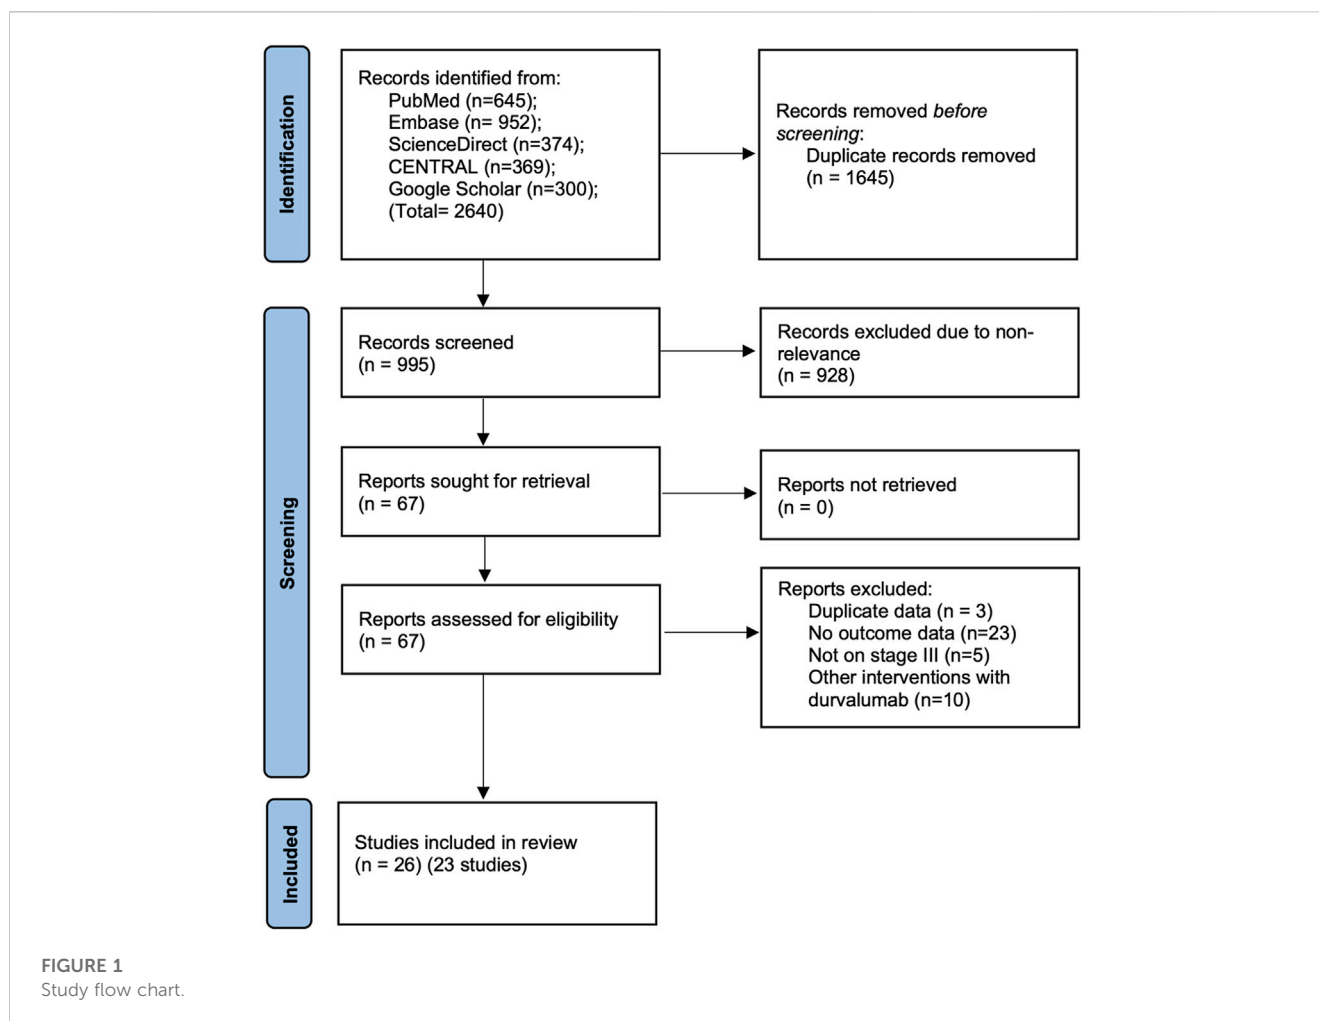 Identification
Records identified from:
PubMed (n=645);
Embase (n= 952);
ScienceDirect (n=374);
CENTRAL (n=369);
Google Scholar (n=300);
(Total= 2640)
Records removed before
screening:
Duplicate records removed
(n = 1645)
Screening
Records screened
(n = 995)
Records excluded due to non-
relevance
(n = 928)
Reports sought for retrieval
(n = 67)
Reports not retrieved
(n = 0)
Reports assessed for eligibility
(n = 67)
Reports excluded:
Duplicate data (n = 3)
No outcome data (n=23)
Not on stage III (n=5)
Other interventions with
durvalumab (n=10)
Included
Studies included in review
(n = 26) (23 studies)
FIGURE 1
Study flow chart.